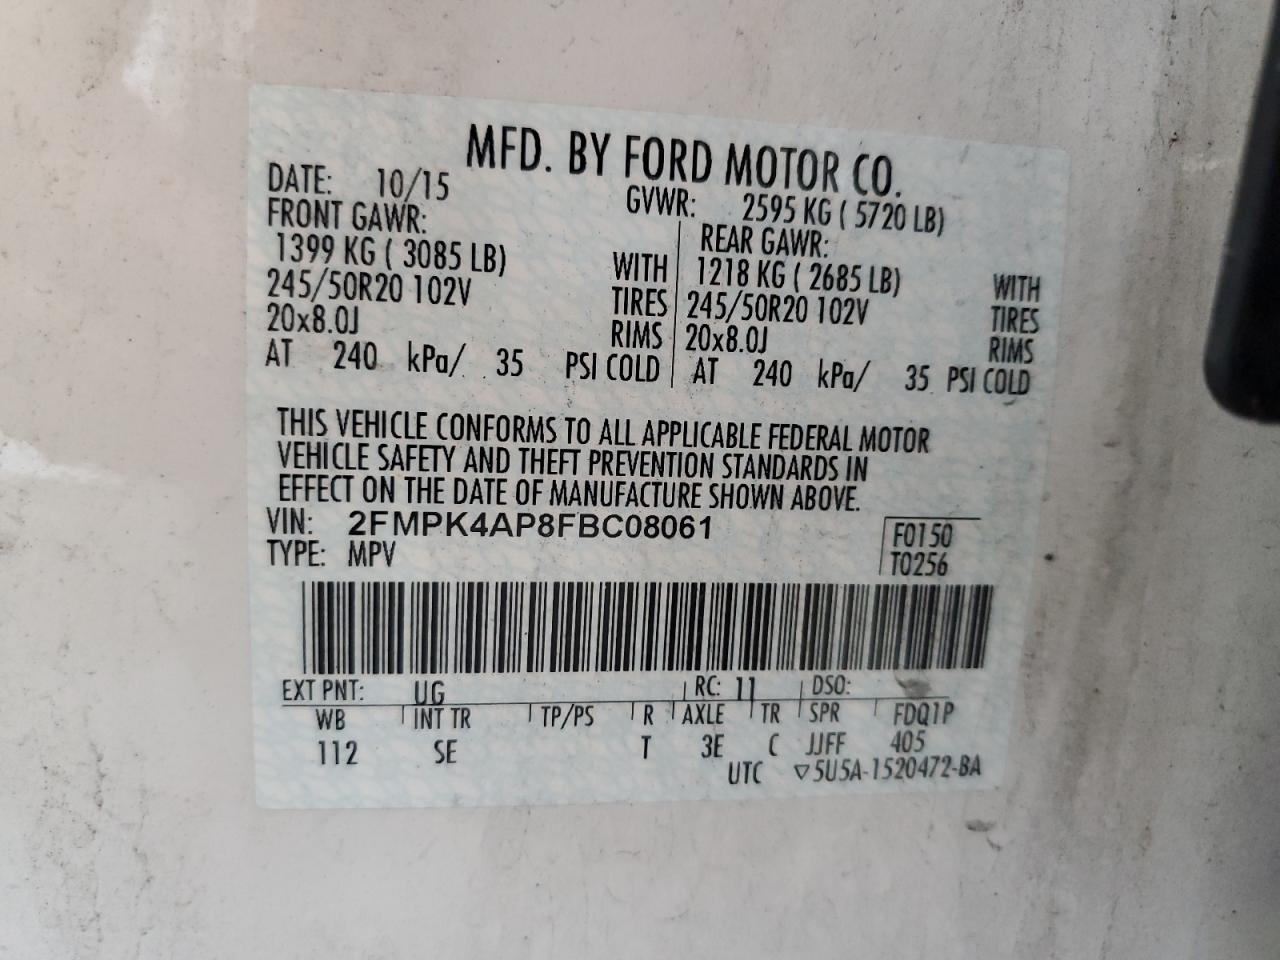 MFD. BY FORD MOTOR CO.
DATE: 10/15 GVWR: 2595 KG ( 5720 LB)
FRONT GAWR: REAR GAWR:
1399 KG ( 3085 LB) WITH 1218 KG ( 2685 LB) WITH
245/50R20 102V TIRES 245/50R20 102V TIRES
20x8.0J RIMS 20x8.0J RIMS
AT 240 kPa/ 35 PSI COLD AT 240 kPa/ 35 PSI COLD
THIS VEHICLE CONFORMS TO ALL APPLICABLE FEDERAL MOTOR
VEHICLE SAFETY AND THEFT PREVENTION STANDARDS IN
EFFECT ON THE DATE OF MANUFACTURE SHOWN ABOVE.
VIN: 2FMPK4AP8FBC08061 F0150
TYPE: MPV T0256
EXT PNT: UG RC: 11 DSO:
WB INT TR TP/PS R AXLE TR SPR FDQ1P
112 SE T 3E C JJFF 405
UTC ▽5U5A-1520472-BA